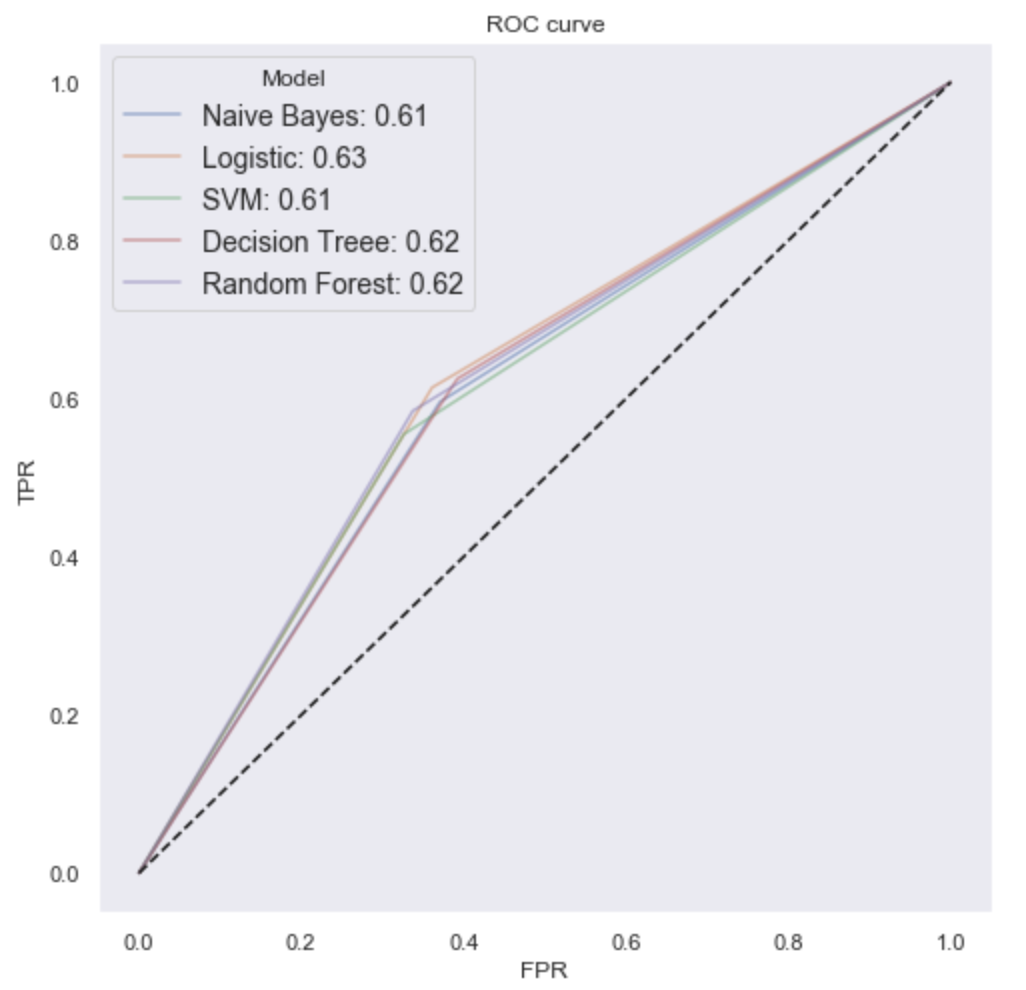 ROC curve
Model
Naive Bayes: 0.61
Logistic: 0.63
SVM: 0.61
Decision Treee: 0.62
Random Forest: 0.62
1.0
0.8
0.6
0.4
0.2
0.0
TPR
0.0 0.2 0.4 0.6 0.8 1.0
FPR